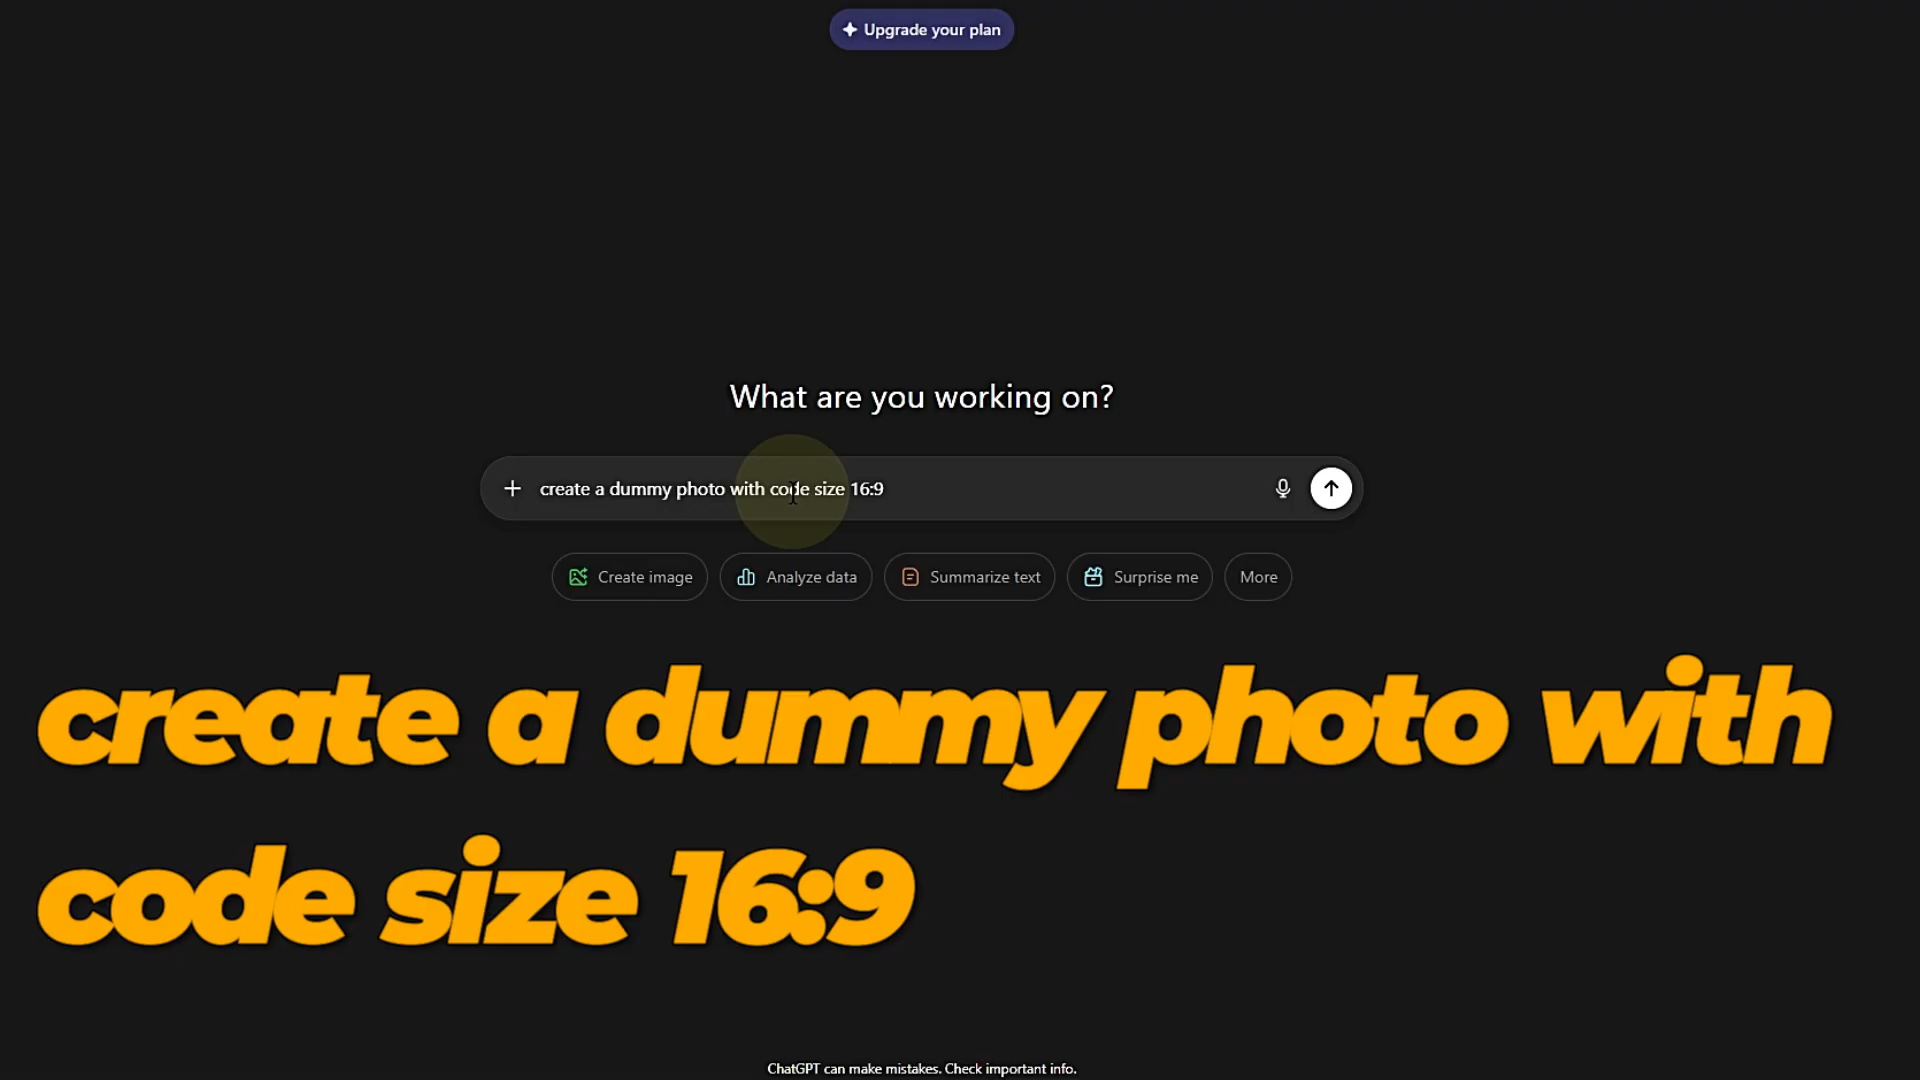 Upgrade your plan
What are you working on?
create a dummy photo with code size 16:9
Create image
Analyze data
Summarize text
Surprise me
More
create a dummy photo with
code size 16:9
ChatGPT can make mistakes. Check important info.